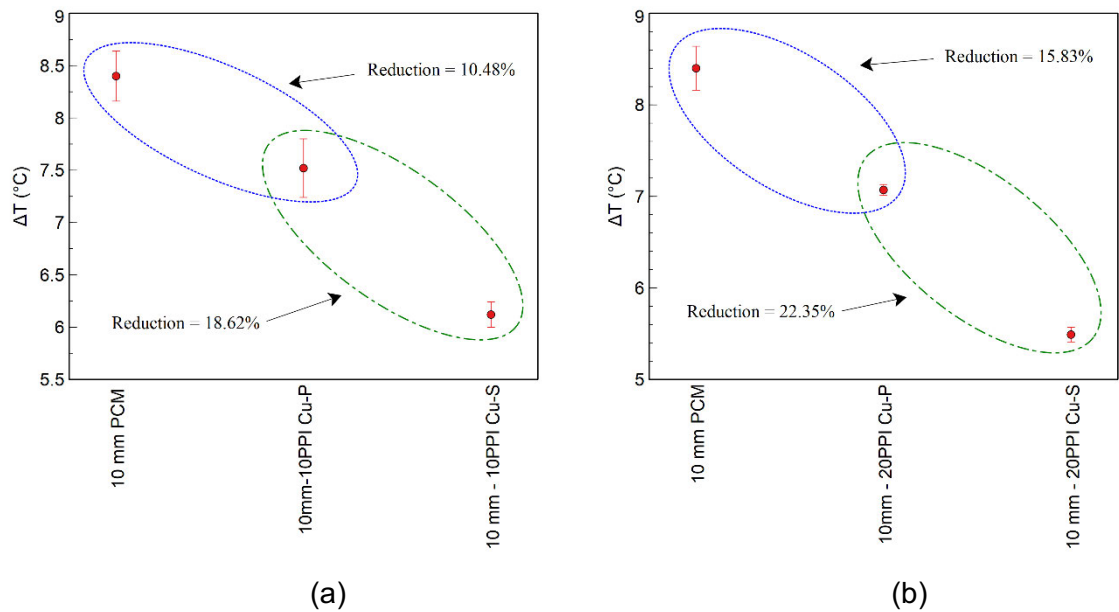 9
8.5
8
7.5
7
6.5
6
5.5
ΔT (°C)
Reduction = 10.48%
Reduction = 18.62%
10 mm PCM
10mm-10PPI Cu-P
10 mm - 10PPI Cu-S
(a)
9
8
7
6
5
ΔT (°C)
Reduction = 15.83%
Reduction = 22.35%
10 mm PCM
10mm - 20PPI Cu-P
10 mm - 20PPI Cu-S
(b)